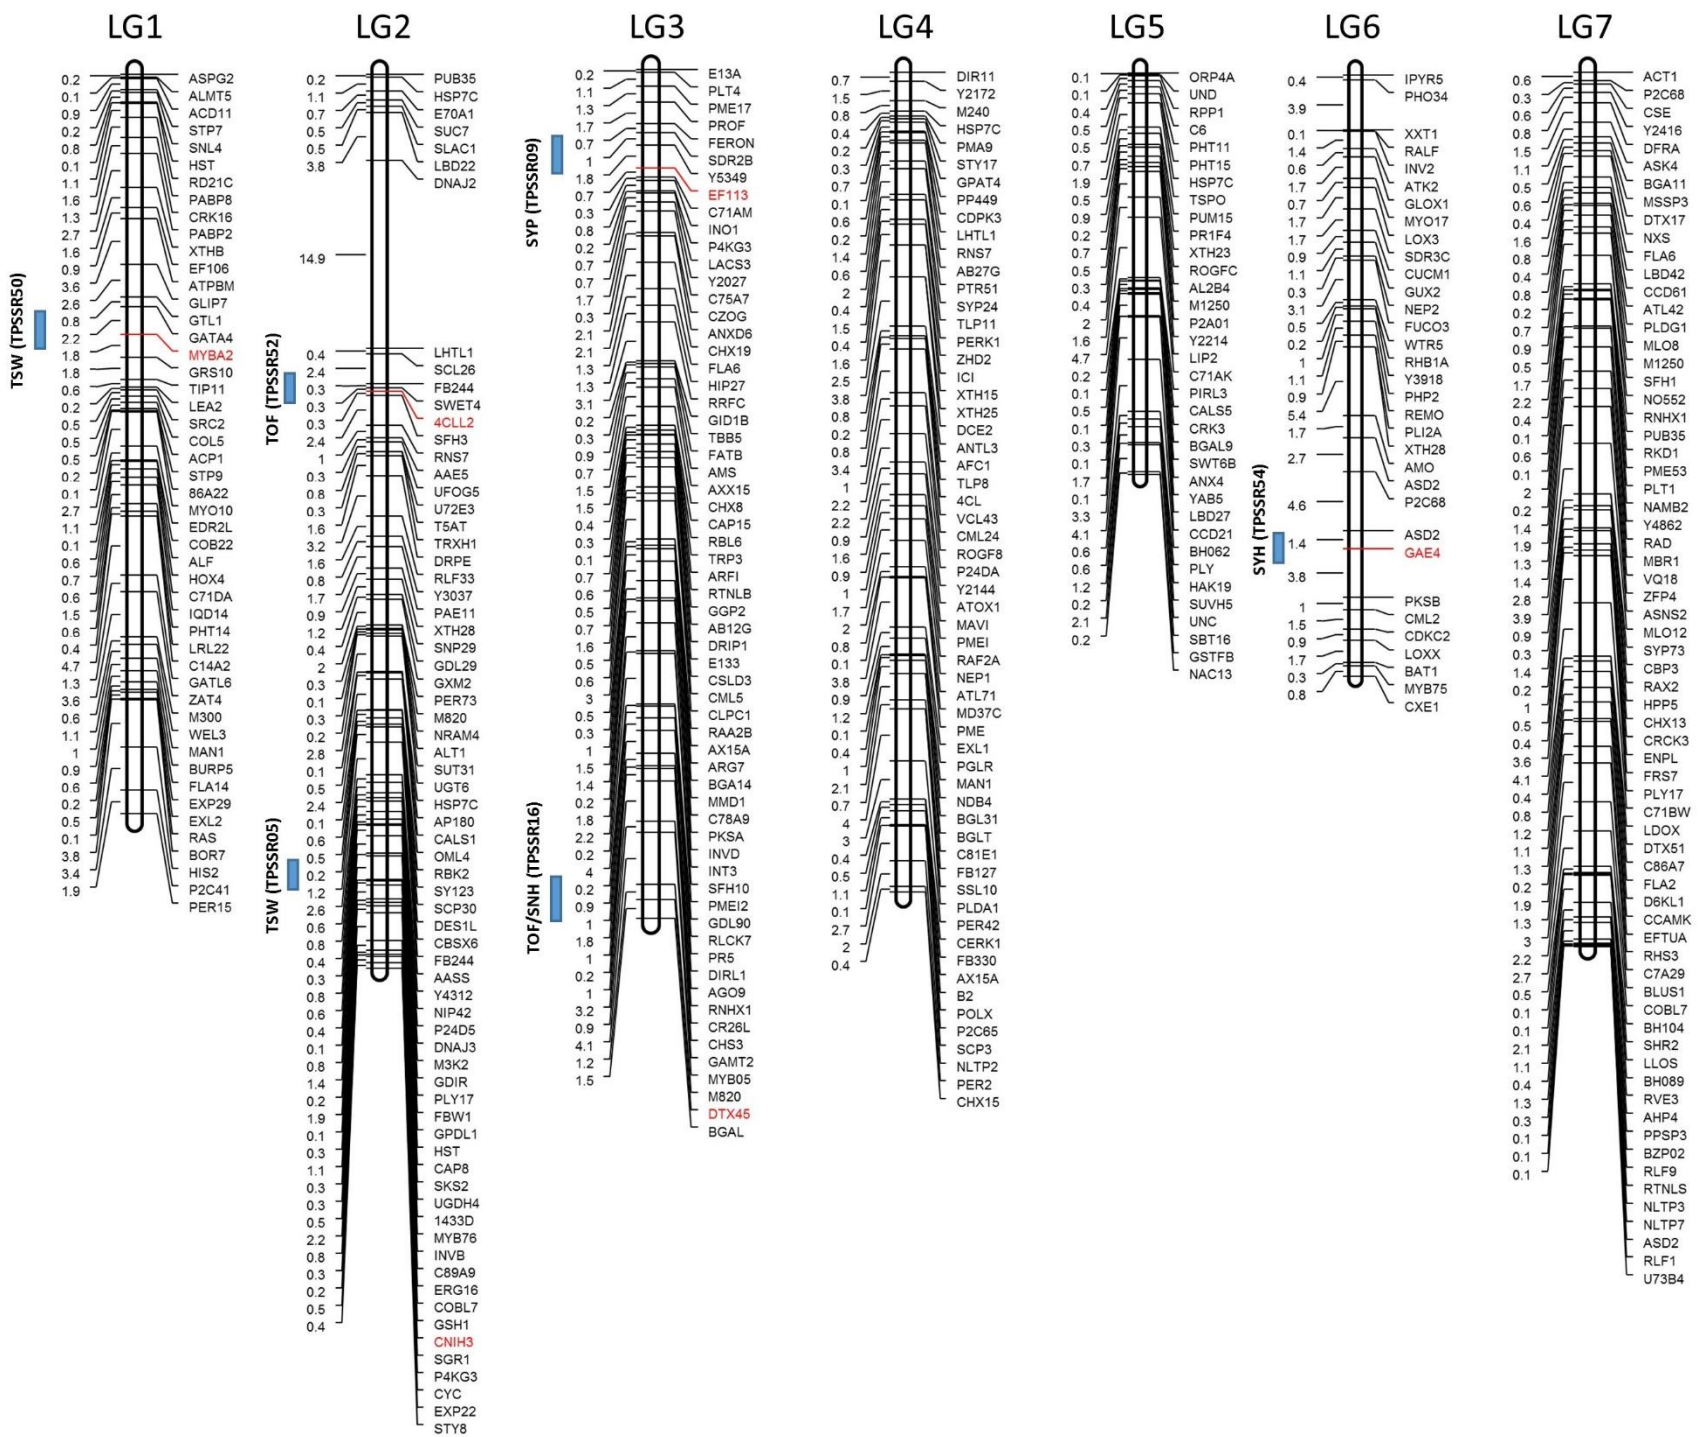 LG1
LG2
LG3
LG4
LG5
LG6
LG7
TSW (TPSSR50)
0.2
0.1
0.9
0.2
0.8
0.1
1.1
1.6
1.3
2.7
1.6
0.9
3.6
2.6
0.8
2.2
1.8
1.8
0.6
0.2
0.5
0.5
0.5
0.2
0.1
2.7
1.1
0.1
0.6
0.7
1.5
0.6
0.4
4.7
1.3
3.6
0.6
1.1
1
0.9
0.6
0.2
0.5
0.1
3.8
3.4
1.9
ASPG2
ALMT5
ACD11
STP7
SNL4
HST
RD21C
PABP8
CRK16
PABP2
XTHB
EF106
ATPBM
GLIP7
GTL1
GATA4
MYBA2
GRS10
TIP11
LEA2
SRC2
COL5
ACP1
STP9
86A22
MYO10
EDR2L
COB22
ALF
HOX4
C71DA
IQD14
PHT14
LRL22
C14A2
GATL6
ZAT4
M300
WEL3
MAN1
BURP5
FLA14
EXP29
EXL2
RAS
BOR7
HIS2
P2C41
PER15
TOF (TPSSR52)
TSW (TPSSR05)
0.2
1.1
0.7
0.5
0.5
3.8
14.9
0.4
2.4
0.3
0.3
0.3
2.4
1
0.3
0.8
0.3
1.6
3.2
1.6
0.8
1.7
0.9
1.2
0.4
2
0.3
0.1
0.3
0.2
2.8
0.1
0.5
2.4
0.1
0.6
0.5
0.2
1.2
2.6
0.6
0.8
0.4
0.3
0.8
0.6
0.4
0.1
0.8
1.4
0.2
1.9
0.1
0.3
1.1
0.3
0.3
0.5
2.2
0.8
0.3
0.2
0.5
0.4
PUB35
HSP7C
E70A1
SUC7
SLAC1
LBD22
DNAJ2
LHTL1
SCL26
FB244
SWET4
4CLL2
SFH3
RNS7
AAE5
UFOG5
U72E3
T5AT
TRXH1
DRPE
RLF33
Y3037
PAE11
XTH28
SNP29
GDL29
GXM2
PER73
M820
NRAM4
ALT1
SUT31
UGT6
HSP7C
AP180
CALS1
OML4
RBK2
SY123
SCP30
DES1L
CBSX6
FB244
AASS
Y4312
NIP42
P24D5
DNAJ3
M3K2
GDIR
PLY17
FBW1
GPDL1
HST
CAP8
SKS2
UGDH4
1433D
MYB76
INVB
C89A9
ERG16
COBL7
GSH1
CNIH3
SGR1
P4KG3
CYC
EXP22
STY8
SYP (TPSSR09)
TOF/SNH (TPSSR16)
0.2
1.1
1.3
1.7
0.7
1
1.8
0.7
0.3
0.8
0.2
0.7
0.7
1.7
0.3
2.1
2.1
1.3
1.3
3.1
0.2
0.3
0.9
0.7
1.5
1.5
0.4
0.3
0.1
0.7
0.6
0.5
0.7
1.6
0.5
0.6
3
0.5
0.3
1
1.5
1.4
0.2
1.8
2.2
0.2
4
0.2
0.9
1
1.8
1
0.2
1
3.2
0.9
4.1
1.2
1.5
E13A
PLT4
PME17
PROF
FERON
SDR2B
Y5349
EF113
C71AM
INO1
P4KG3
LACS3
Y2027
C75A7
CZOG
ANXD6
CHX19
FLA6
HIP27
RRFC
GID1B
TBB5
FATB
AMS
AXX15
CHX8
CAP15
RBL6
TRP3
ARFI
RTNLB
GGP2
AB12G
DRIP1
E133
CSLD3
CML5
CLPC1
RAA2B
AX15A
ARG7
BGA14
MMD1
C78A9
PKSA
INVD
INT3
SFH10
PMEI2
GDL90
RLCK7
PR5
DIRL1
AGO9
RNHX1
CR26L
CHS3
GAMT2
MYB05
M820
DTX45
BGAL
0.7
1.5
0.8
0.4
0.2
0.3
0.7
0.1
0.6
0.2
1.4
0.6
2
0.4
1.5
0.4
1.6
2.5
3.8
0.8
0.2
0.8
3.4
1
2.2
2.2
0.9
1.6
0.9
1
1.7
2
0.8
0.1
3.8
0.9
1.2
0.1
0.4
1
2.1
0.7
4
3
0.4
0.5
1.1
0.1
2.7
2
0.4
DIR11
Y2172
M240
HSP7C
PMA9
STY17
GPAT4
PP449
CDPK3
LHTL1
RNS7
AB27G
PTR51
SYP24
TLP11
PERK1
ZHD2
ICI
XTH15
XTH25
DCE2
ANTL3
AFC1
TLP8
4CL
VCL43
CML24
ROGF8
P24DA
Y2144
ATOX1
MAVI
PMEI
RAF2A
NEP1
ATL71
MD37C
PME
EXL1
PGLR
MAN1
NDB4
BGL31
BGLT
C81E1
FB127
SSL10
PLDA1
PER42
CERK1
FB330
AX15A
B2
POLX
P2C65
SCP3
NLTP2
PER2
CHX15
0.1
0.1
0.4
0.5
0.5
0.7
1.9
0.5
0.9
0.2
0.7
0.5
0.3
0.4
2
1.6
4.7
0.2
0.1
0.5
0.1
0.3
0.1
1.7
0.1
3.3
4.1
0.6
0.6
1.2
0.2
2.1
0.2
ORP4A
UND
RPP1
C6
PHT11
PHT15
HSP7C
TSPO
PUM15
PR1F4
XTH23
ROGFC
AL2B4
M1250
P2A01
Y2214
LIP2
C71AK
PIRL3
CALS5
CRK3
BGAL9
SWT6B
ANX4
YAB5
LBD27
CCD21
BH062
PLY
HAK19
SUVH5
UNC
SBT16
GSTFB
NAC13
SYH (TPSSR54)
0.4
3.9
0.1
1.4
0.6
1.7
0.7
1.7
1.7
0.9
1.1
0.3
3.1
0.5
0.2
1
1.1
0.9
5.4
1.7
2.7
4.6
1.4
3.8
1
1.5
0.9
1.7
0.3
0.8
IPYR5
PHO34
XXT1
RALF
INV2
ATK2
GLOX1
MYO17
LOX3
SDR3C
CUCM1
GUX2
NEP2
FUCO3
WTR5
RHB1A
Y3918
PHP2
REMO
PLI2A
XTH28
AMO
ASD2
P2C68
ASD2
GAE4
PKSB
CML2
CDKC2
LOXX
BAT1
MYB75
CXE1
0.6
0.3
0.6
0.8
1.5
1.1
0.5
0.6
0.4
1.6
0.8
0.4
0.8
0.2
0.7
0.9
0.5
1.7
2.2
0.4
0.1
0.6
0.1
2
0.2
1.4
1.9
1.3
1.4
2.8
3.9
0.9
0.3
1.4
0.2
1
0.5
0.4
3.6
4.1
0.4
0.8
1.2
1.1
1.3
0.2
1.9
1.3
3
2.2
2.7
0.5
0.1
0.1
2.1
1.1
0.4
1.3
0.3
0.1
0.1
0.1
ACT1
P2C68
CSE
Y2416
DFRA
ASK4
BGA11
MSSP3
DTX17
NXS
FLA6
LBD42
CCD61
ATL42
PLDG1
MLO8
M1250
SFH1
NO552
RNHX1
PUB35
RKD1
PME53
PLT1
NAMB2
Y4862
RAD
MBR1
VQ18
ZFP4
ASNS2
MLO12
SYP73
CBP3
RAX2
HPP5
CHX13
CRCK3
ENPL
FRS7
PLY17
C71BW
LDOX
DTX51
C86A7
FLA2
D6KL1
CCAMK
EFTUA
RHS3
C7A29
BLUS1
COBL7
BH104
SHR2
LLOS
BH089
RVE3
AHP4
PPSP3
BZP02
RLF9
RTNLS
NLTP3
NLTP7
ASD2
RLF1
U73B4